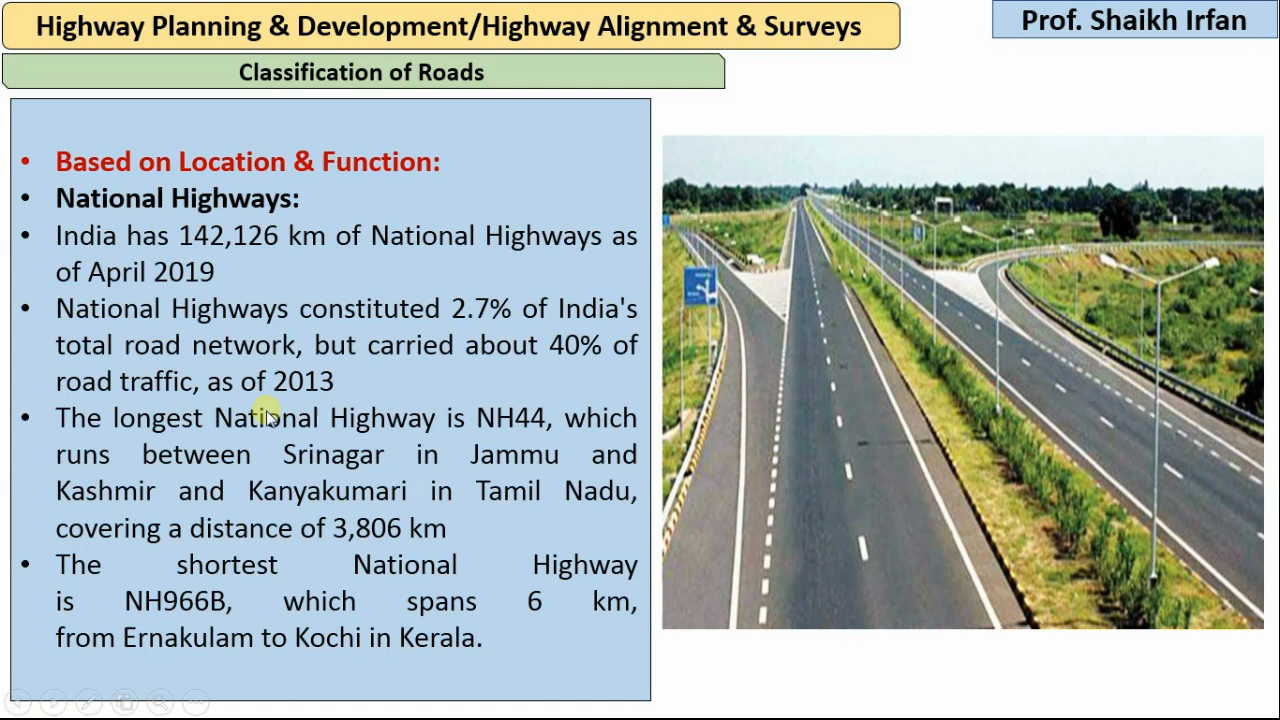 Highway Planning & Development/Highway Alignment & Surveys
Prof. Shaikh Irfan
Classification of Roads
• Based on Location & Function:
• National Highways:
• India has 142,126 km of National Highways as
of April 2019
• National Highways constituted 2.7% of India's
total road network, but carried about 40% of
road traffic, as of 2013
• The longest National Highway is NH44, which
runs between Srinagar in Jammu and
Kashmir and Kanyakumari in Tamil Nadu,
covering a distance of 3,806 km
• The shortest National Highway
is NH966B, which spans 6 km,
from Ernakulam to Kochi in Kerala.